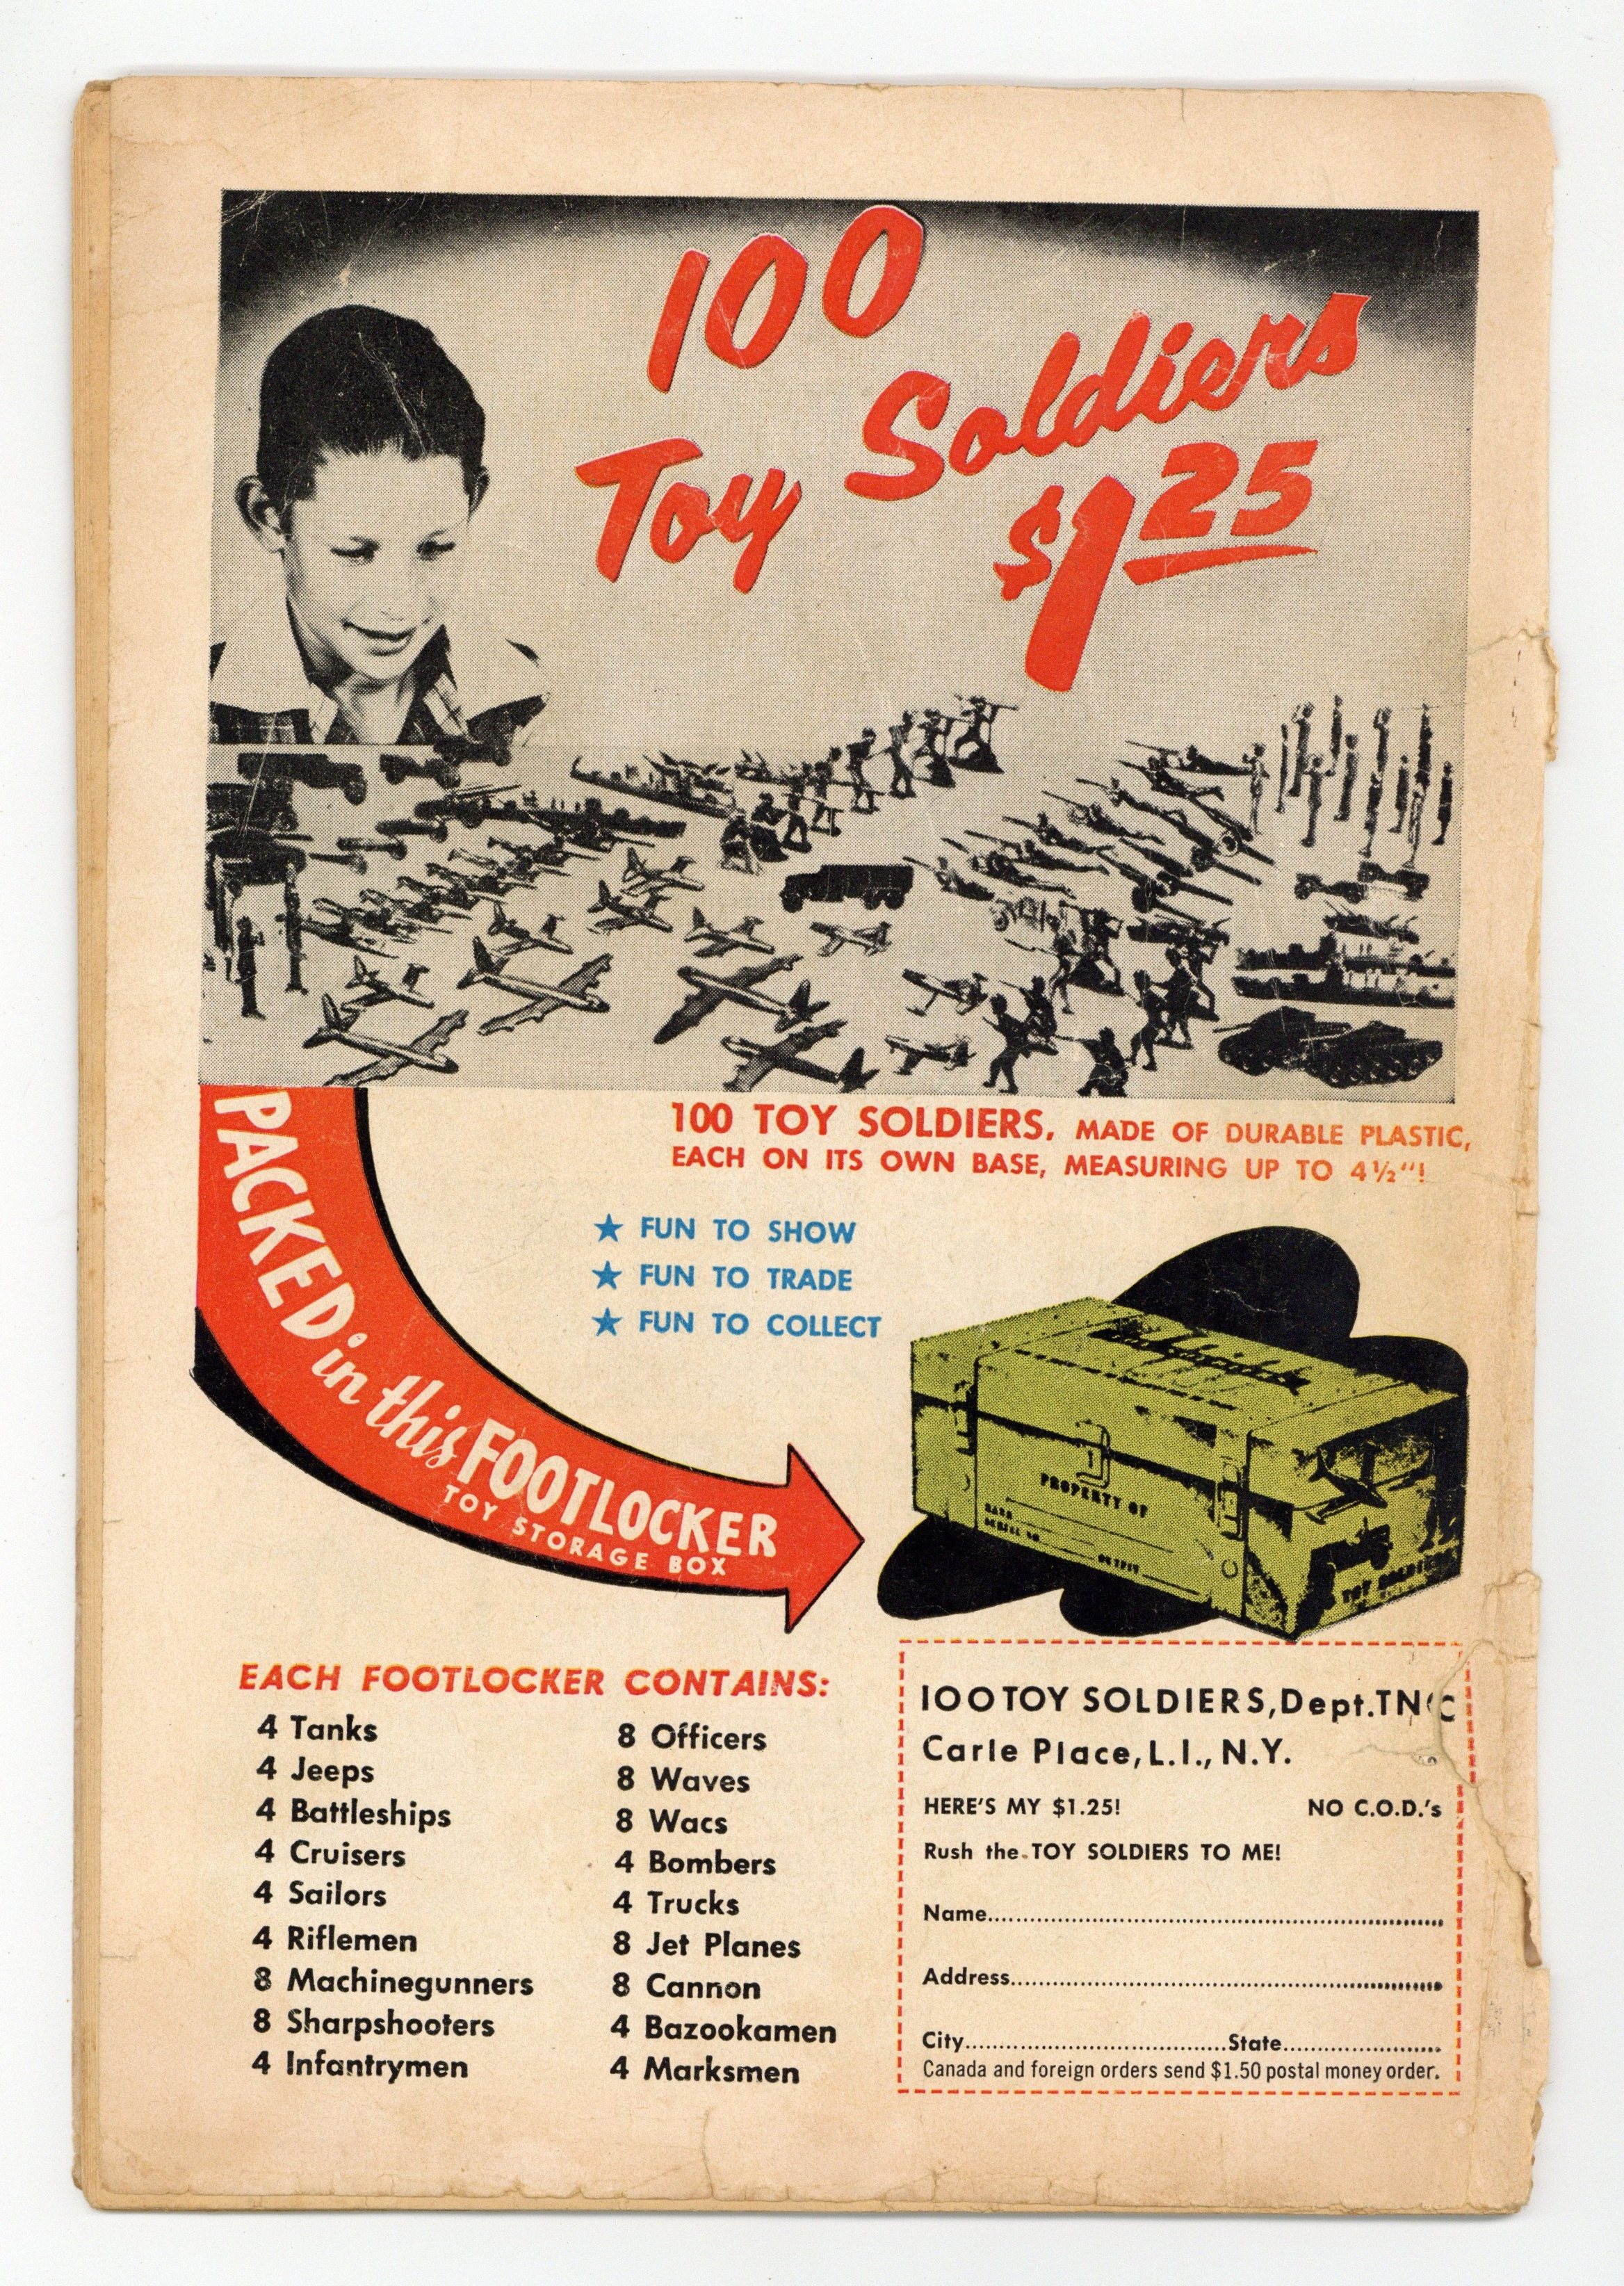 100
Toy Soldiers
$1 25
PACKED in this FOOTLOCKER
TOY STORAGE BOX
100 TOY SOLDIERS, MADE OF DURABLE PLASTIC,
EACH ON ITS OWN BASE, MEASURING UP TO 4½"!
★ FUN TO SHOW
★ FUN TO TRADE
★ FUN TO COLLECT
PROPERTY OF
TOY SOLDIERS
EACH FOOTLOCKER CONTAINS:
4 Tanks
4 Jeeps
4 Battleships
4 Cruisers
4 Sailors
4 Riflemen
8 Machinegunners
8 Sharpshooters
4 Infantrymen
8 Officers
8 Waves
8 Wacs
4 Bombers
4 Trucks
8 Jet Planes
8 Cannon
4 Bazookamen
4 Marksmen
100 TOY SOLDIERS, Dept.
Carle Place, L.I., N.Y.
HERE'S MY $1.25! NO C.O.D.'s
Rush the TOY SOLDIERS TO ME!
Name
Address
City State
Canada and foreign orders send $1.50 postal money order.